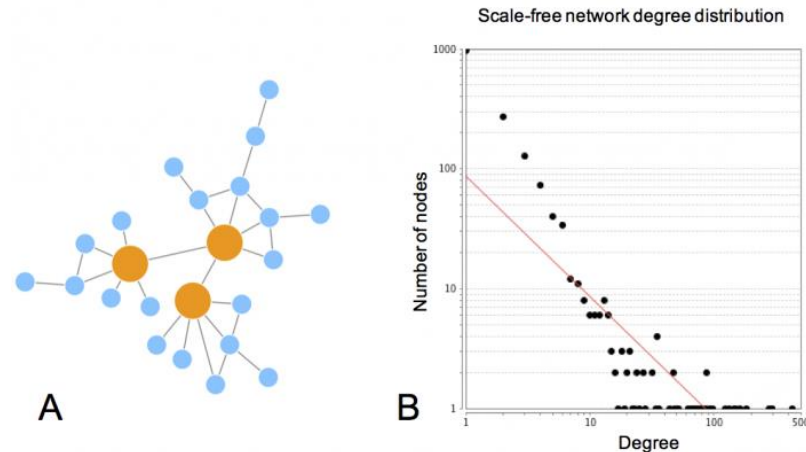 Scale-free network degree distribution
A
B
Number of nodes
1000
100
10
1
1
10
100
500
Degree